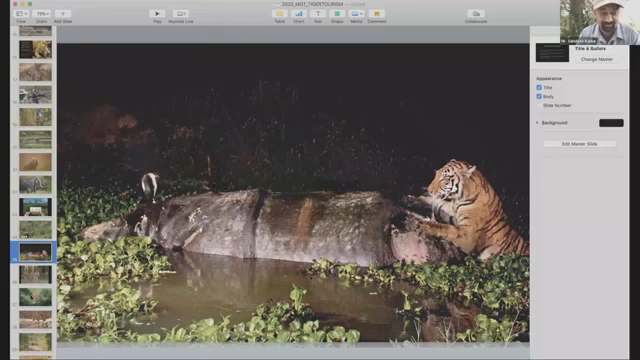 2020_MOT_TIGERTOURISM
75%
View
Zoom
Add Slide
Play
Keynote Live
Table
Chart
Text
Shape
Media
Comment
Collaborate
Title & Bullets
Change Master
Appearance
Title
Body
Slide Number
Background
Edit Master Slide